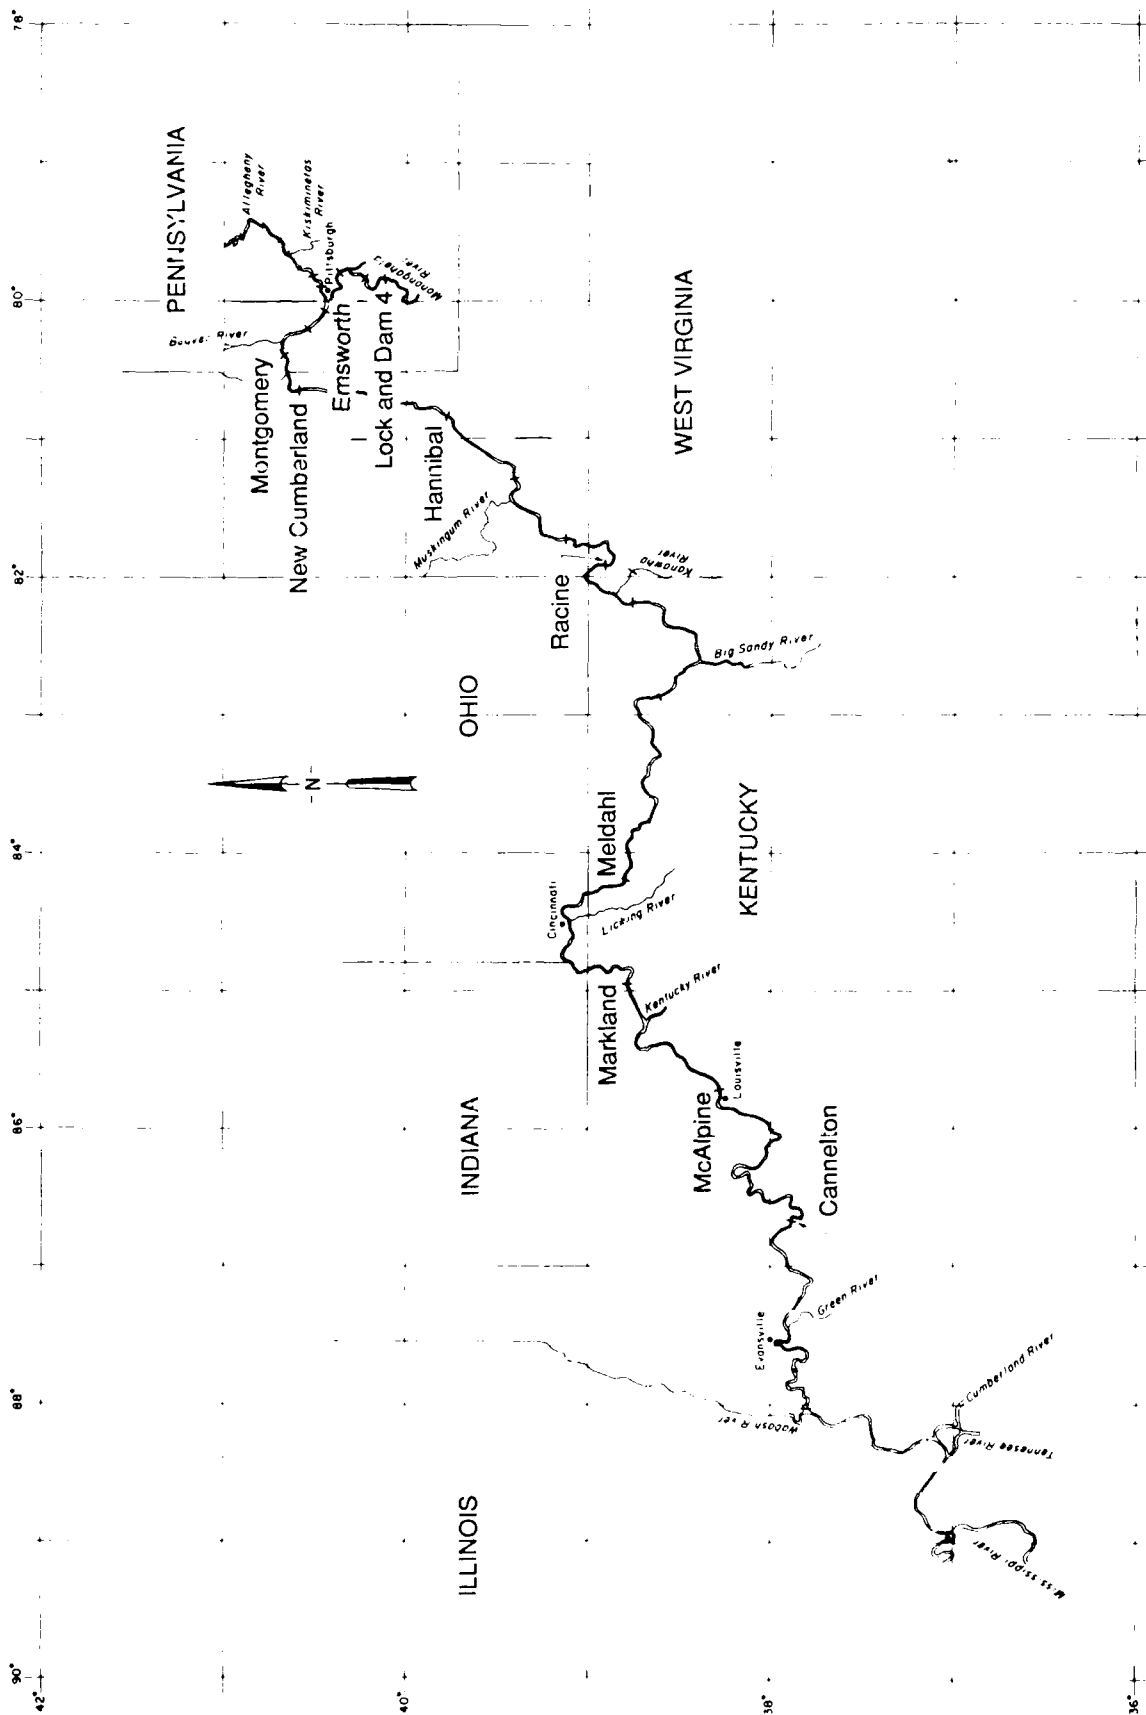 90°
88°
86°
84°
82°
80°
78°
42°
40°
38°
36°
PENNSYLVANIA
Allegheny
River
Kiskiminetas
River
Pittsburgh
Monongahela
River
River
Montgomery
New Cumberland
Emsworth
Lock and Dam 4
Hannibal
Muskingum River
WEST VIRGINIA
Racine
Kanawha
River
Big Sandy River
OHIO
N
Meldahl
KENTUCKY
Cincinnati
Licking River
Markland
Kentucky River
INDIANA
McAlpine
Louisville
Cannelton
Evansville
Green River
Wabash River
Cumberland River
Tennesee River
ILLINOIS
Mississippi River